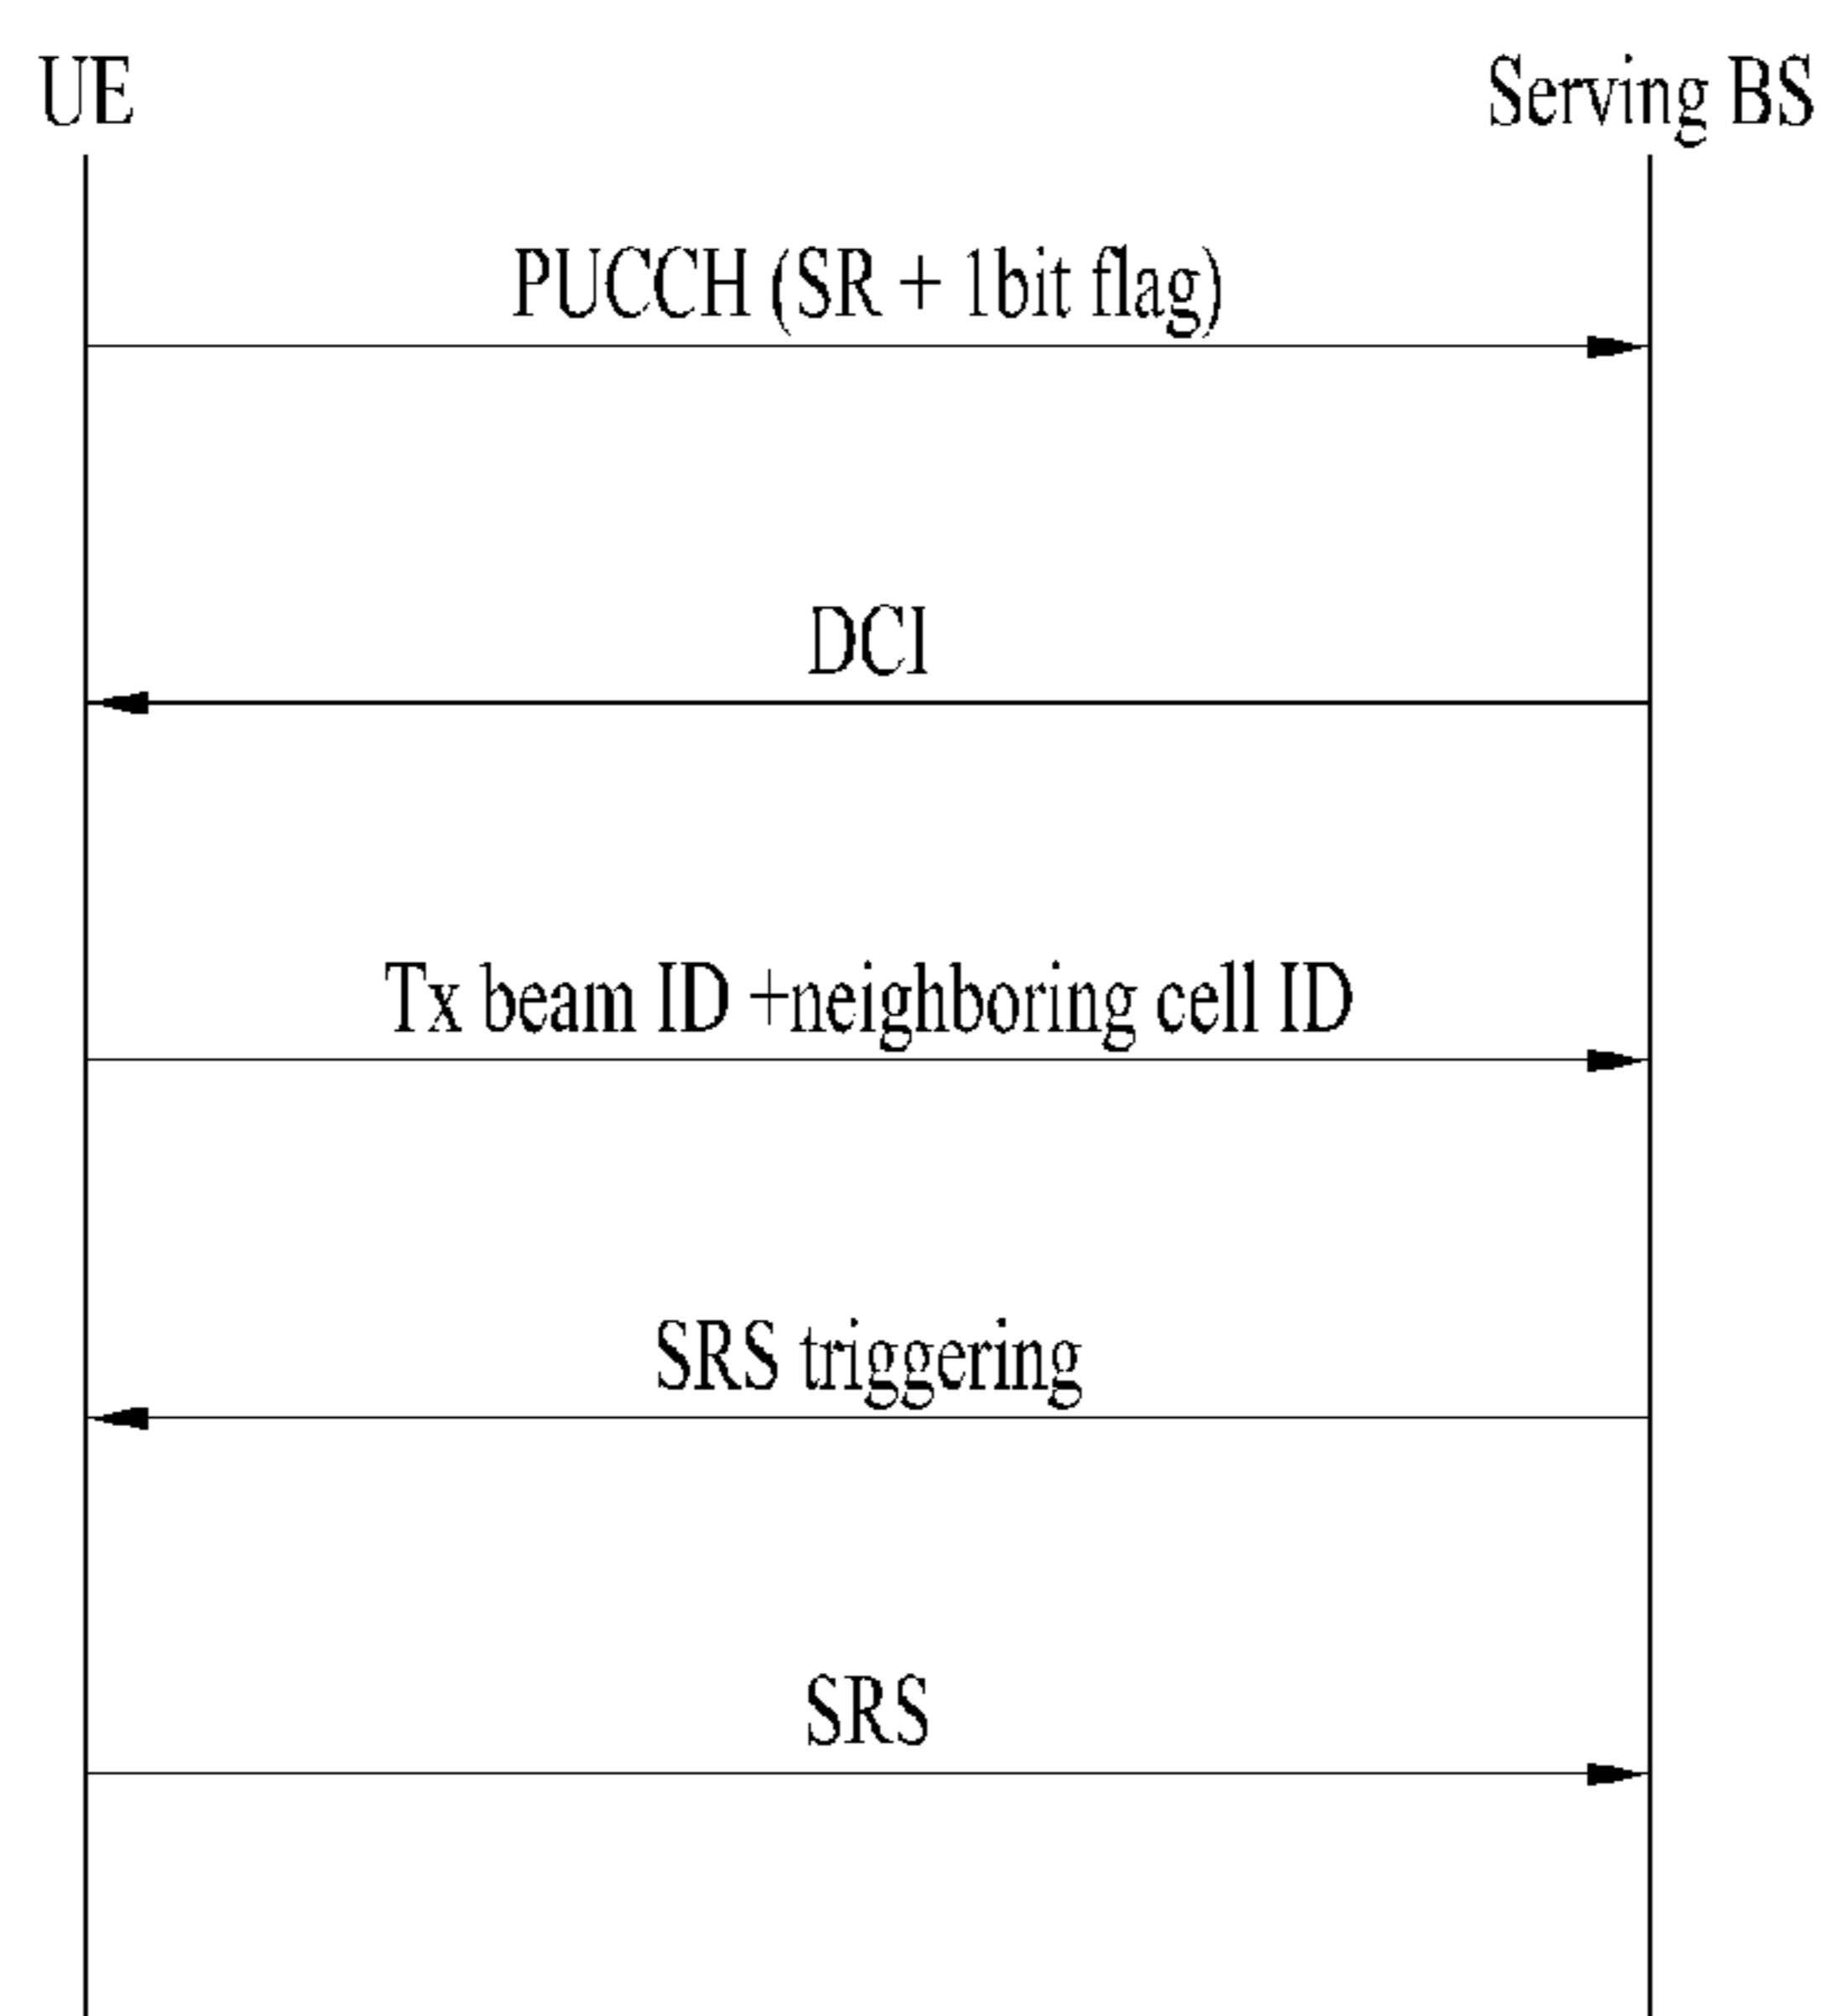 UE
Serving BS
PUCCH (SR + 1bit flag)
DCI
Tx beam ID +neighboring cell ID
SRS triggering
SRS